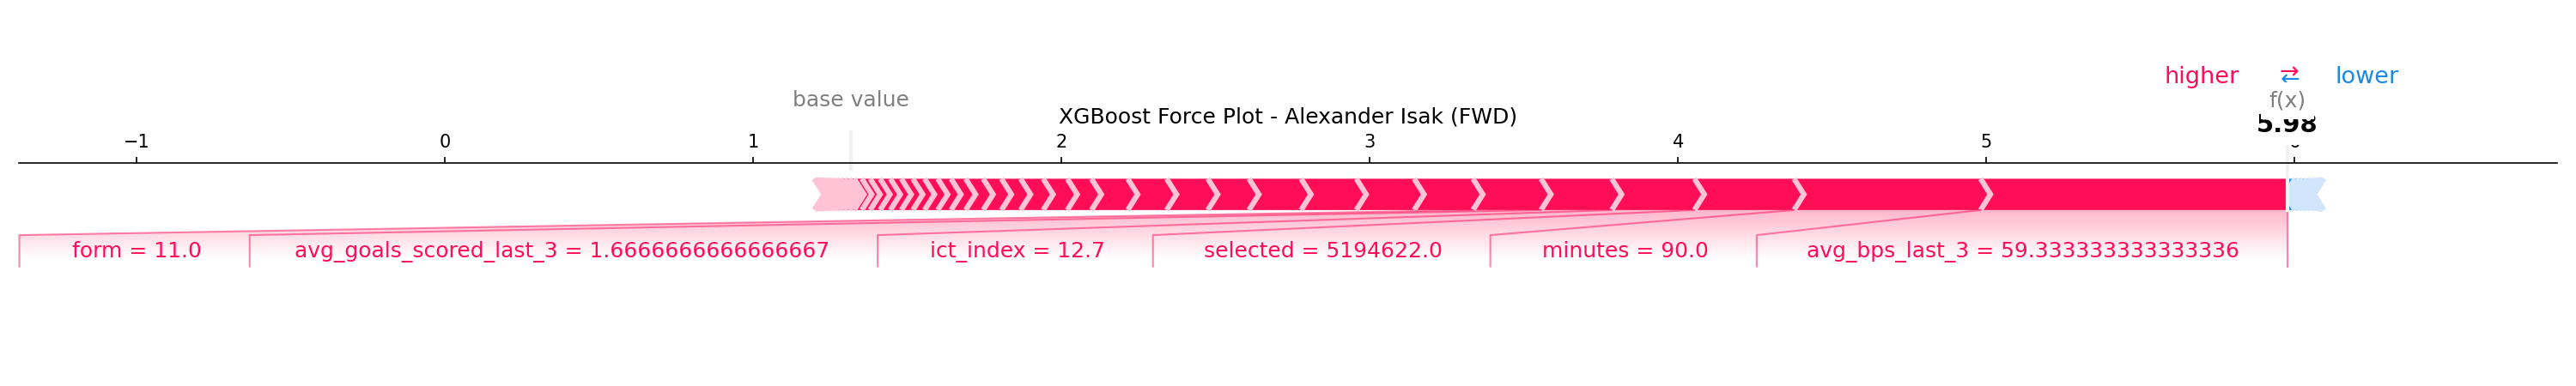 higher ⇄ lower
base value
f(x)
XGBoost Force Plot - Alexander Isak (FWD)
5.98
−1 0 1 2 3 4 5
form = 11.0 avg_goals_scored_last_3 = 1.6666666666666667 ict_index = 12.7 selected = 5194622.0 minutes = 90.0 avg_bps_last_3 = 59.333333333333336